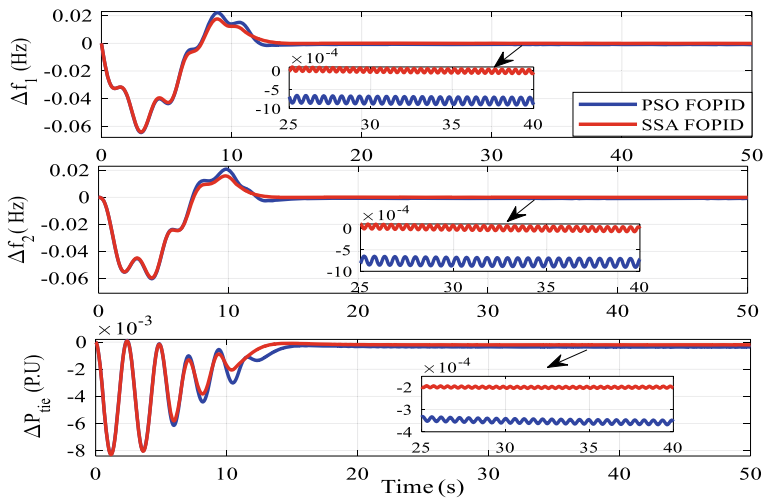 0.02
0
-0.02
-0.04
-0.06
Δf1 (Hz)
× 10-4
0
-5
-10
25 30 35 40
PSO FOPID
SSA FOPID
0 10 20 30 40 50
0.02
0
-0.02
-0.04
-0.06
Δf2( Hz)
×10-4
0
-5
-10
25 30 35 40
0 10 20 30 40 50
×10-3
0
-2
-4
-6
-8
ΔPtie (P.U)
×10-4
-2
-3
-4
25 30 35 40
0 10 20 30 40 50
Time (s)